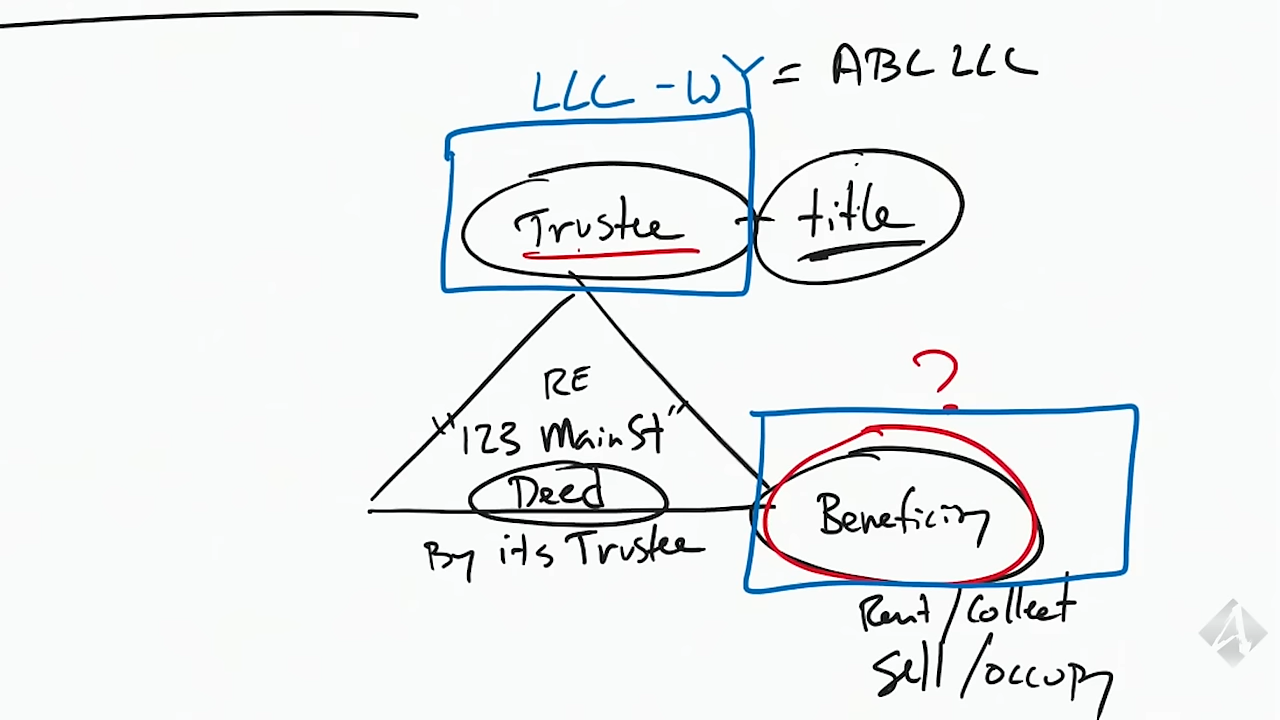 LLC - WY = ABC LLC
Trustee
title
?
RE
"123 Main St"
Deed
By its Trustee
Beneficiary
Rent / Collect
Sell / occupy